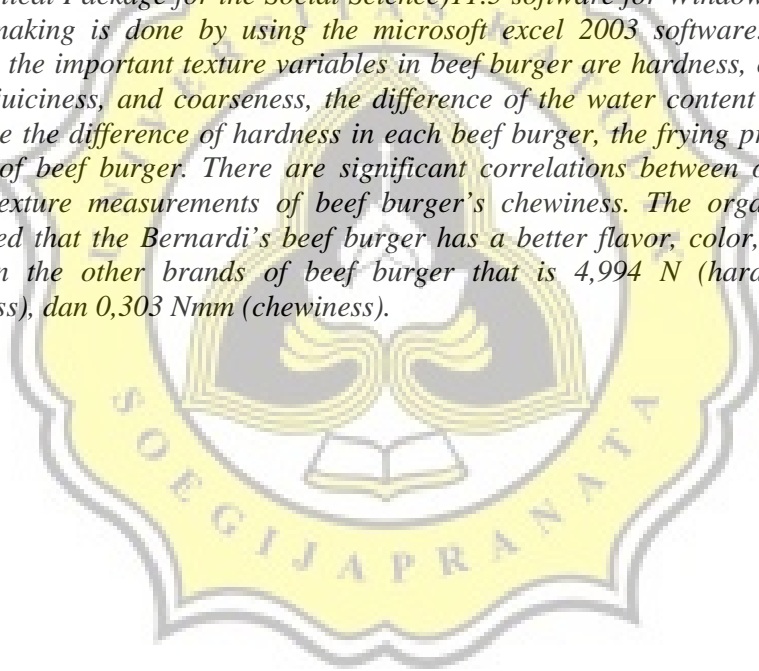 tical Package for the Social Science)11.5 software for Window
making is done by using the microsoft excel 2003 software.
the important texture variables in beef burger are hardness,
juiciness, and coarseness, the difference of the water content
e the difference of hardness in each beef burger, the frying pr
of beef burger. There are significant correlations between o
exture measurements of beef burger's chewiness. The orga
ed that the Bernardi's beef burger has a better flavor, color,
n the other brands of beef burger that is 4,994 N (hard
ss), dan 0,303 Nmm (chewiness).
SOEGIJAPRANATA